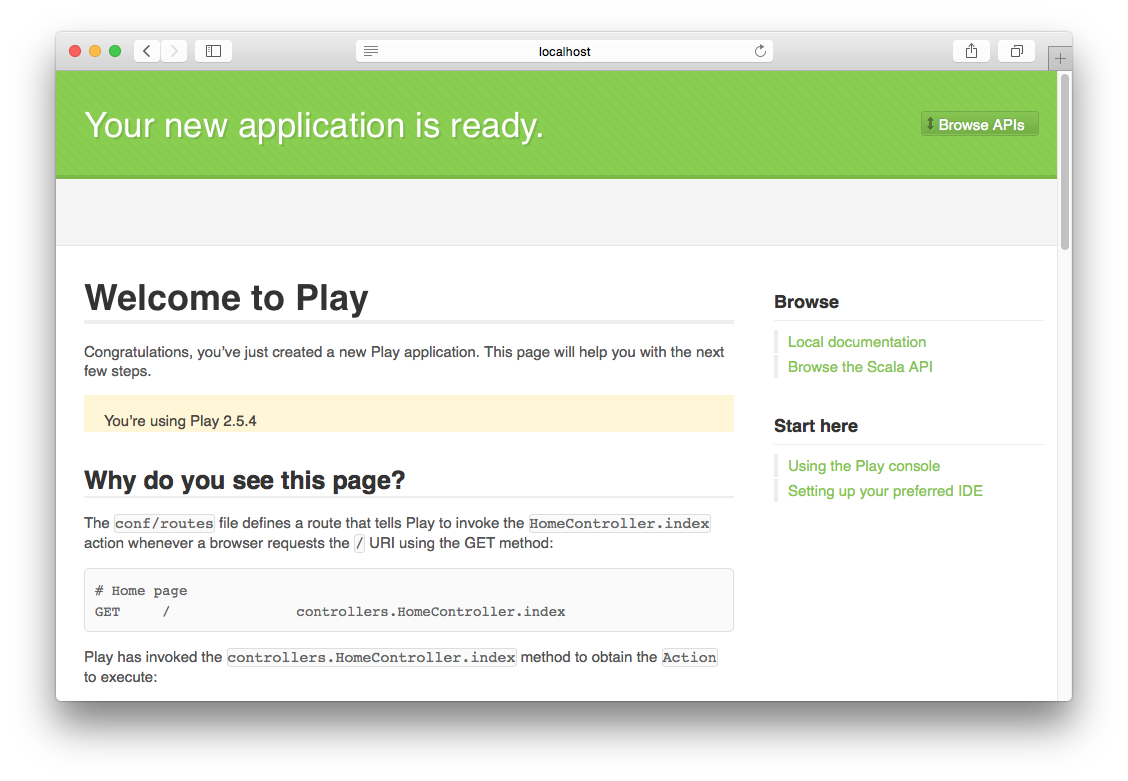 localhost
Your new application is ready.
Browse APIs
Welcome to Play
Congratulations, you’ve just created a new Play application. This page will help you with the next
few steps.
You’re using Play 2.5.4
Why do you see this page?
The conf/routes file defines a route that tells Play to invoke the HomeController.index
action whenever a browser requests the / URI using the GET method:
# Home page
GET / controllers.HomeController.index
Play has invoked the controllers.HomeController.index method to obtain the Action
to execute:
Browse
Local documentation
Browse the Scala API
Start here
Using the Play console
Setting up your preferred IDE